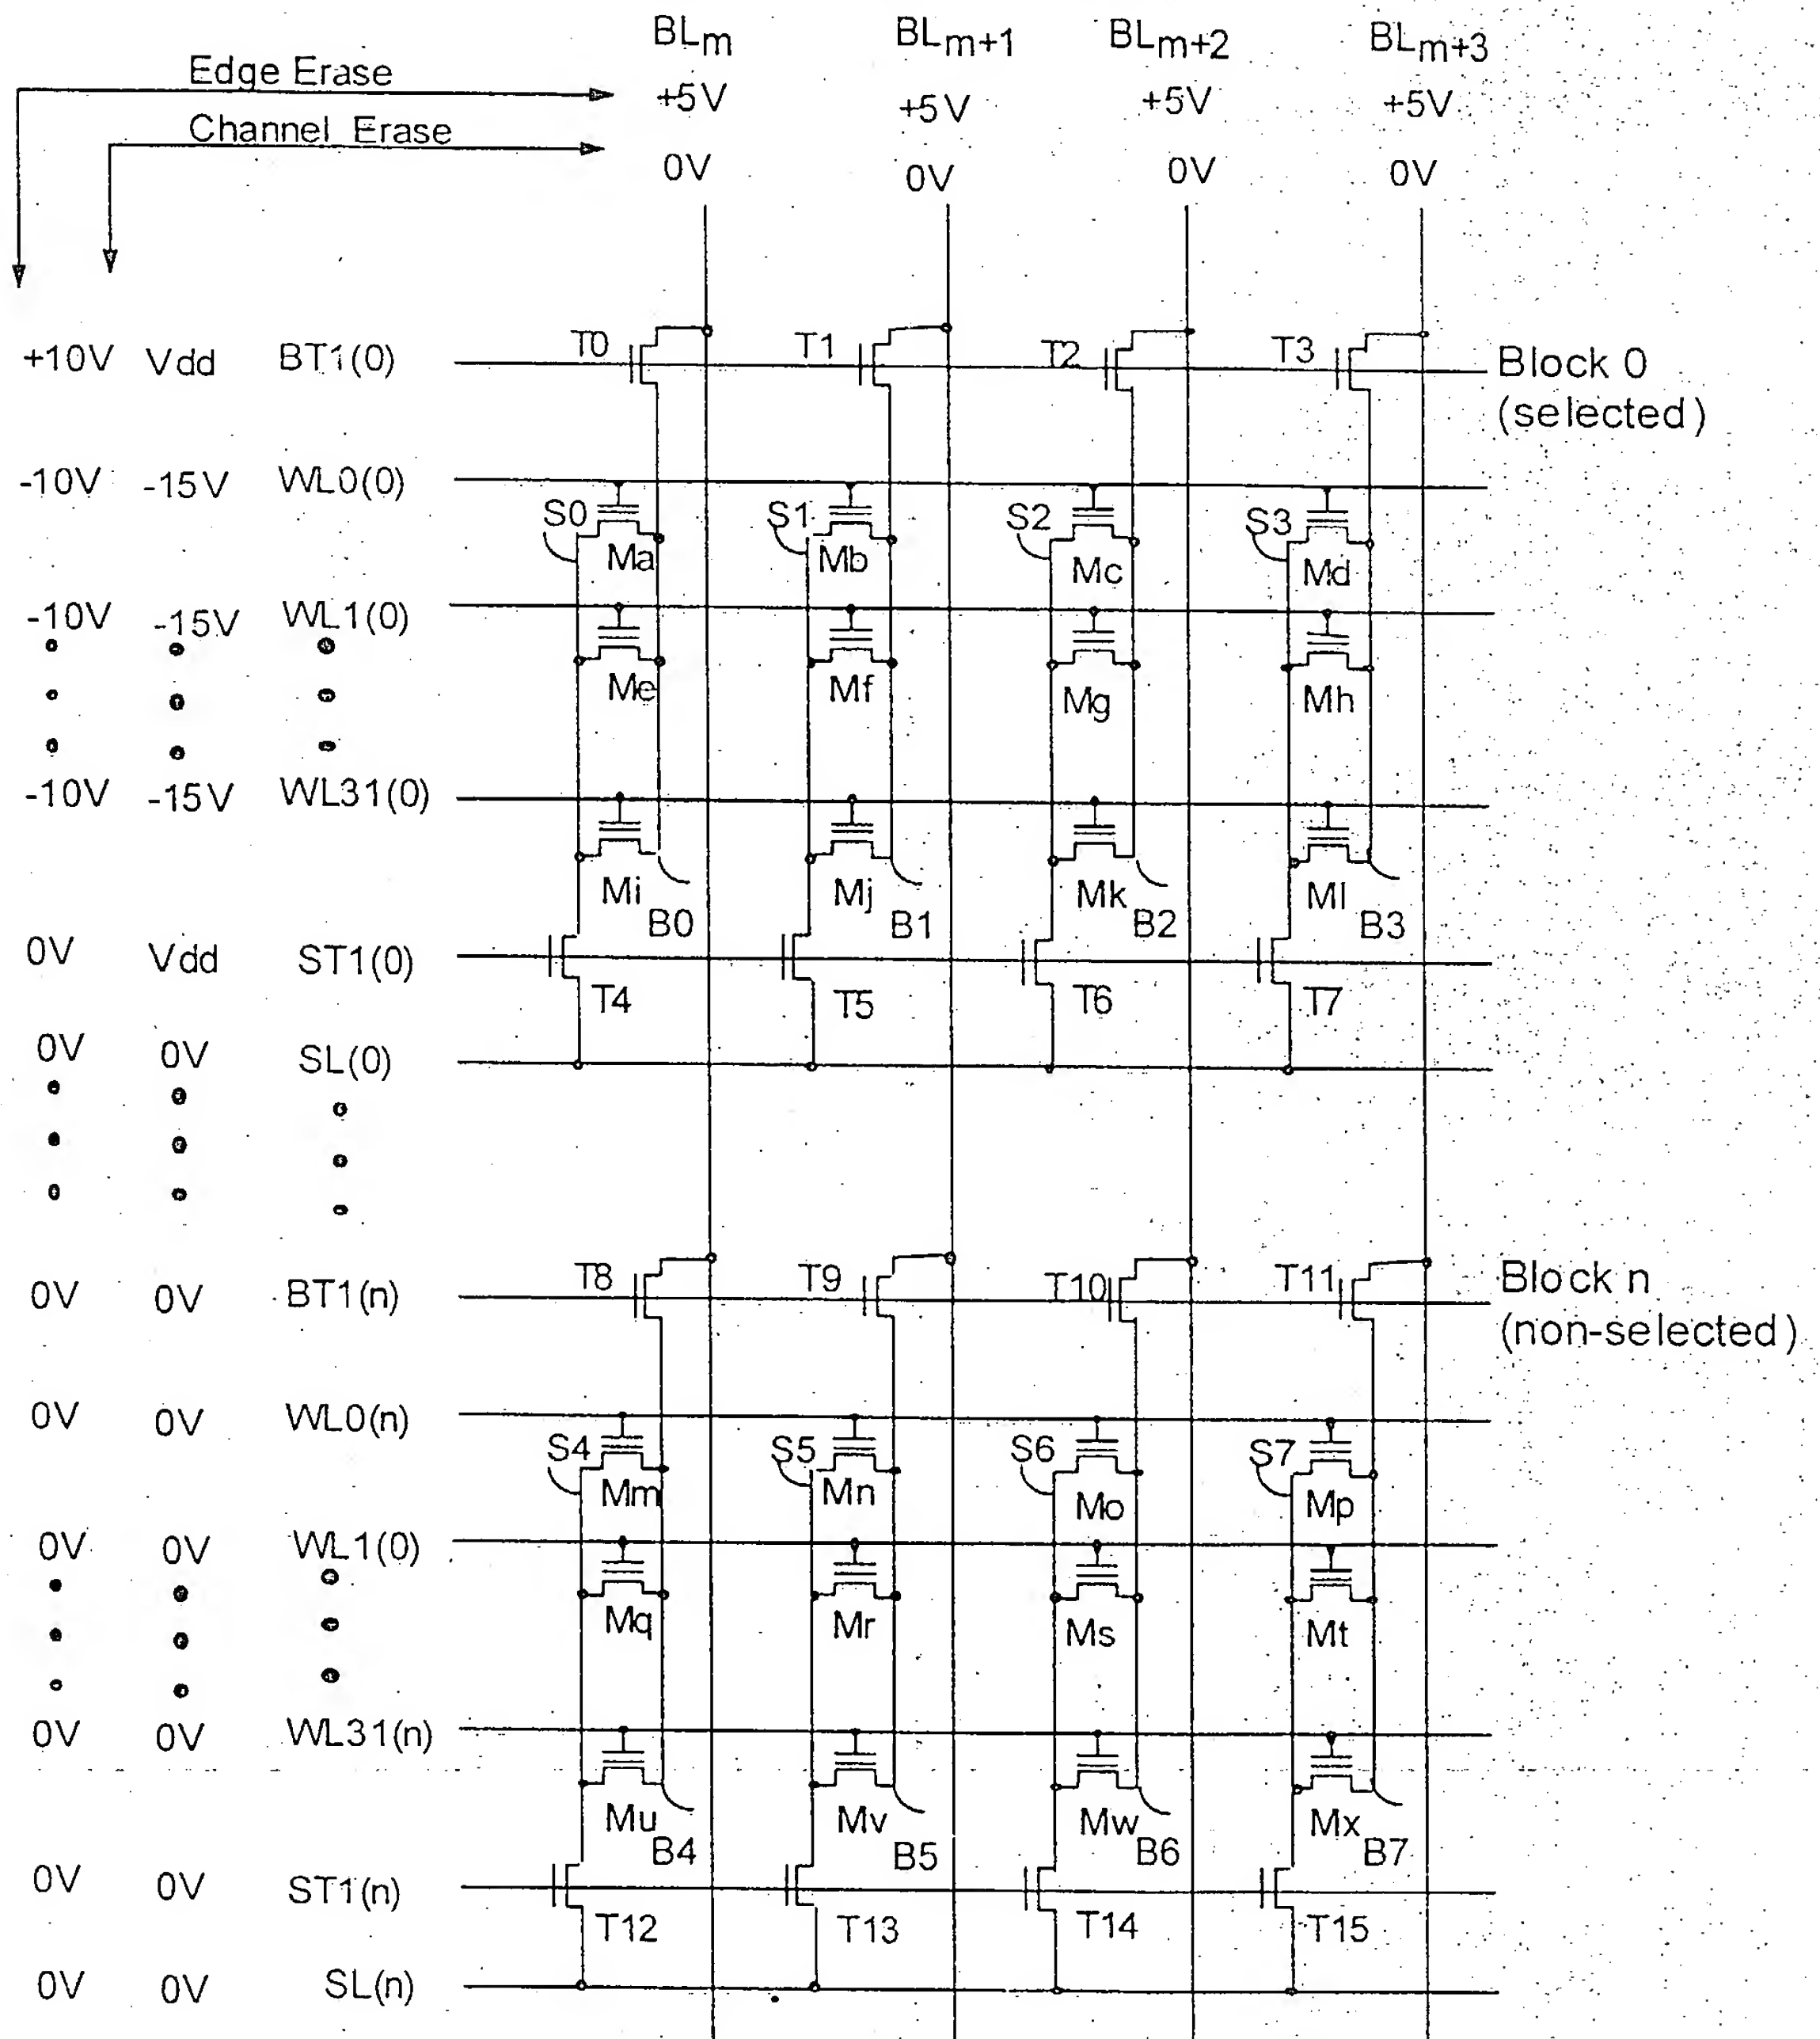 BLm BLm+1 BLm+2 BLm+3
Edge Erase +5V +5V +5V +5V
Channel Erase
0V 0V 0V 0V
+10V Vdd BT1(0) T0 T1 T2 T3 Block 0
(selected)
-10V -15V WL0(0)
S0 S1 S2 S3
Ma Mb Mc Md
-10V -15V WL1(0)
Me Mf Mg Mh
-10V -15V WL31(0)
Mi Mj Mk Ml
B0 B1 B2 B3
0V Vdd ST1(0)
T4 T5 T6 T7
0V 0V SL(0)
0V 0V BT1(n) T8 T9 T10 T11 Block n
(non-selected)
0V 0V WL0(n)
S4 S5 S6 S7
Mm Mn Mo Mp
0V 0V WL1(0)
Mq Mr Ms Mt
0V 0V WL31(n)
Mu Mv Mw Mx
B4 B5 B6 B7
0V 0V ST1(n)
T12 T13 T14 T15
0V 0V SL(n)